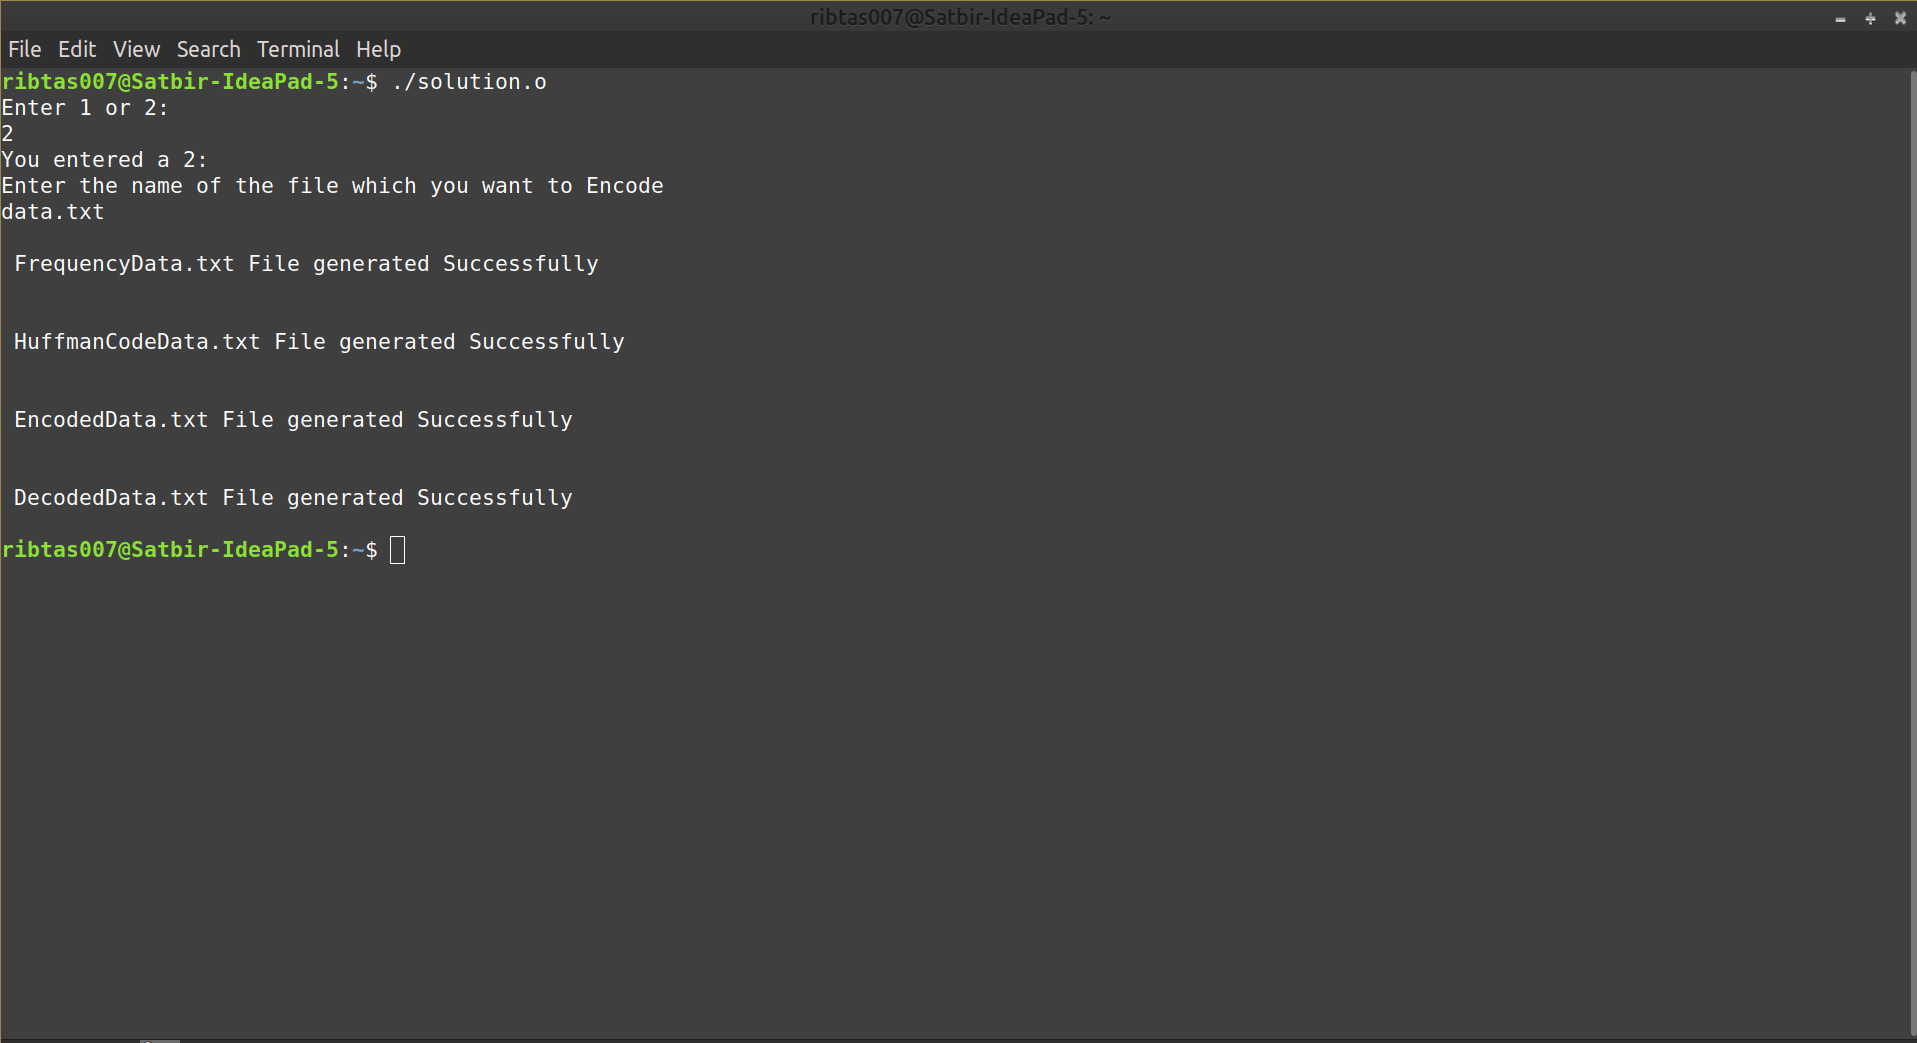 ribtas007@Satbir-IdeaPad-5: ~
File Edit View Search Terminal Help
ribtas007@Satbir-IdeaPad-5:~$ ./solution.o
Enter 1 or 2:
2
You entered a 2:
Enter the name of the file which you want to Encode
data.txt
FrequencyData.txt File generated Successfully
HuffmanCodeData.txt File generated Successfully
EncodedData.txt File generated Successfully
DecodedData.txt File generated Successfully
ribtas007@Satbir-IdeaPad-5:~$